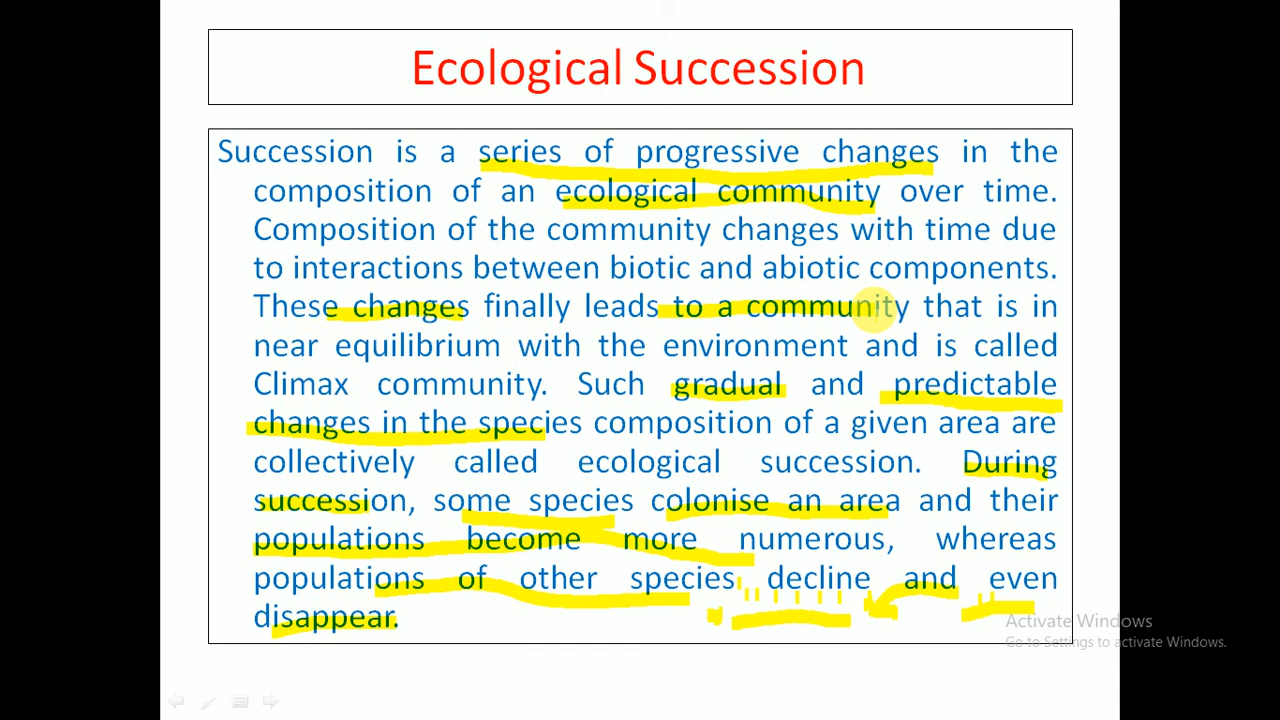 Ecological Succession
Succession is a series of progressive changes in the
composition of an ecological community over time.
Composition of the community changes with time due
to interactions between biotic and abiotic components.
These changes finally leads to a community that is in
near equilibrium with the environment and is called
Climax community. Such gradual and predictable
changes in the species composition of a given area are
collectively called ecological succession. During
succession, some species colonise an area and their
populations become more numerous, whereas
populations of other species decline and even
disappear.
Activate Windows
Go to Settings to activate Windows.